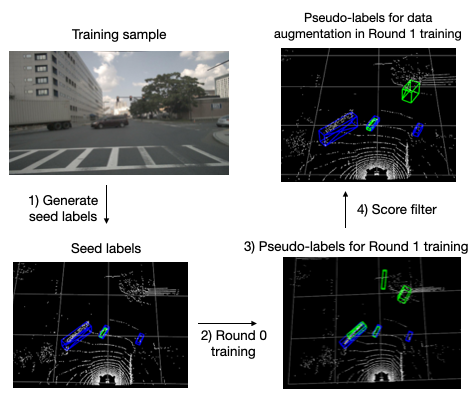 Training sample
Pseudo-labels for data
augmentation in Round 1 training
1) Generate
seed labels
4) Score filter
Seed labels
3) Pseudo-labels for Round 1 training
2) Round 0
training